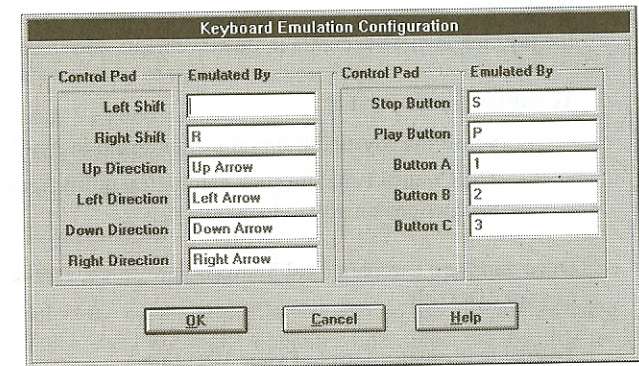 Keyboard Emulation Configuration
Control Pad Emulated By
Left Shift
Right Shift R
Up Direction Up Arrow
Left Direction Left Arrow
Down Direction Down Arrow
Right Direction Right Arrow
Control Pad Emulated By
Stop Button S
Play Button P
Button A 1
Button B 2
Button C 3
OK Cancel Help